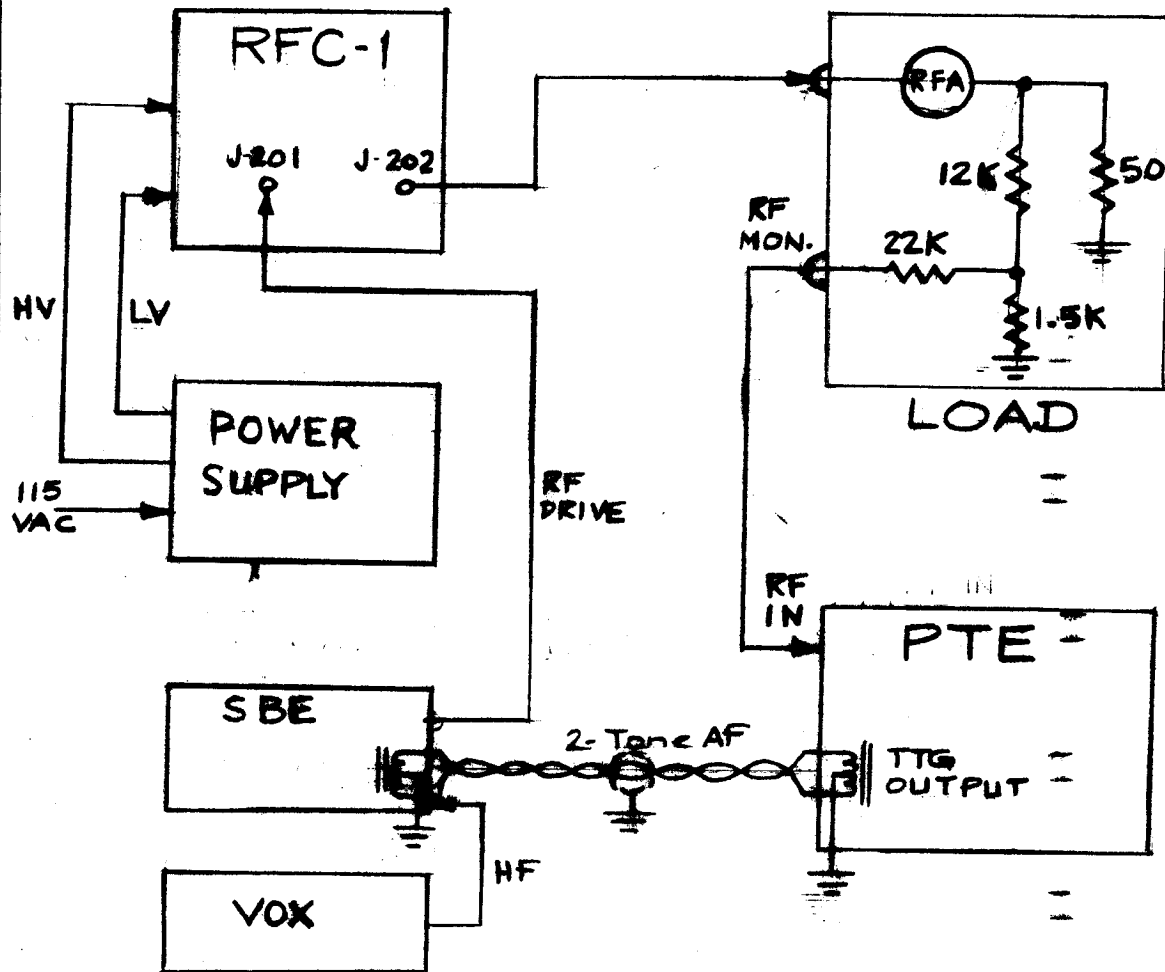 RFC-1
J-201
J-202
HV
LV
POWER
SUPPLY
115
VAC
RF
DRIVE
RFA
12K
50
RF
MON.
22K
1.5K
LOAD
RF
IN
PTE
SBE
2-Tone AF
TTG
OUTPUT
HF
VOX